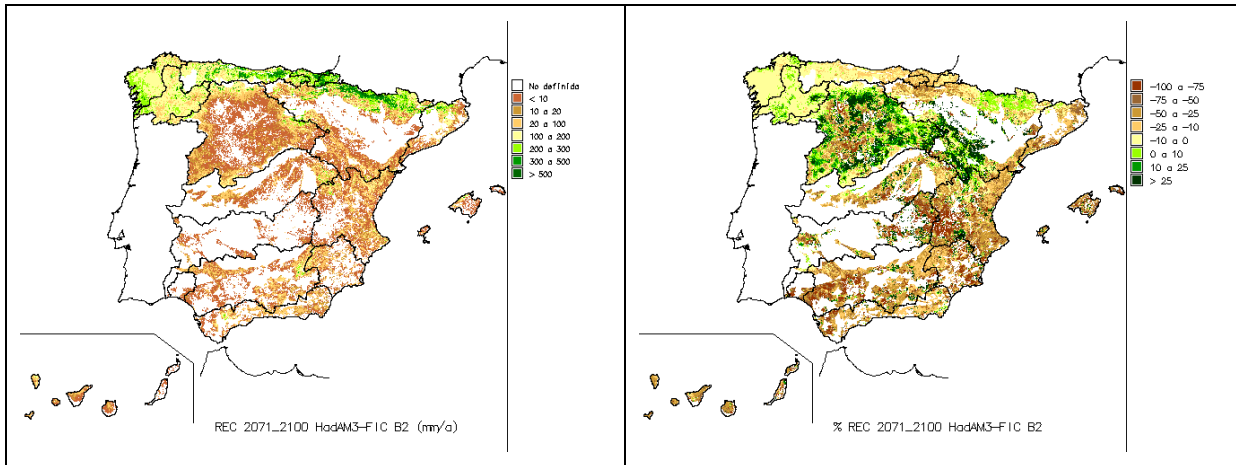 No definida
< 10
10 a 20
20 a 100
100 a 200
200 a 300
300 a 500
> 500
REC 2071_2100 HadAM3-FIC B2 (mm/a)
-100 a -75
-75 a -50
-50 a -25
-25 a -10
-10 a 0
0 a 10
10 a 25
> 25
% REC 2071_2100 HadAM3-FIC B2